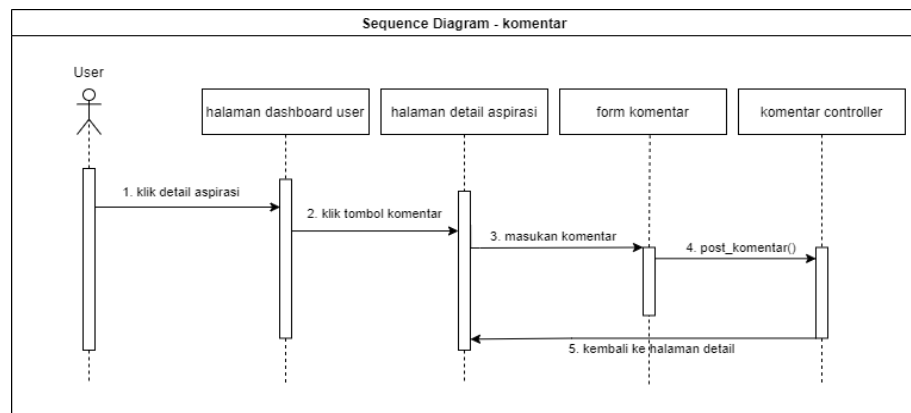 Sequence Diagram - komentar
User
halaman dashboard user
halaman detail aspirasi
form komentar
komentar controller
1. klik detail aspirasi
2. klik tombol komentar
3. masukan komentar
4. post_komentar()
5. kembali ke halaman detail